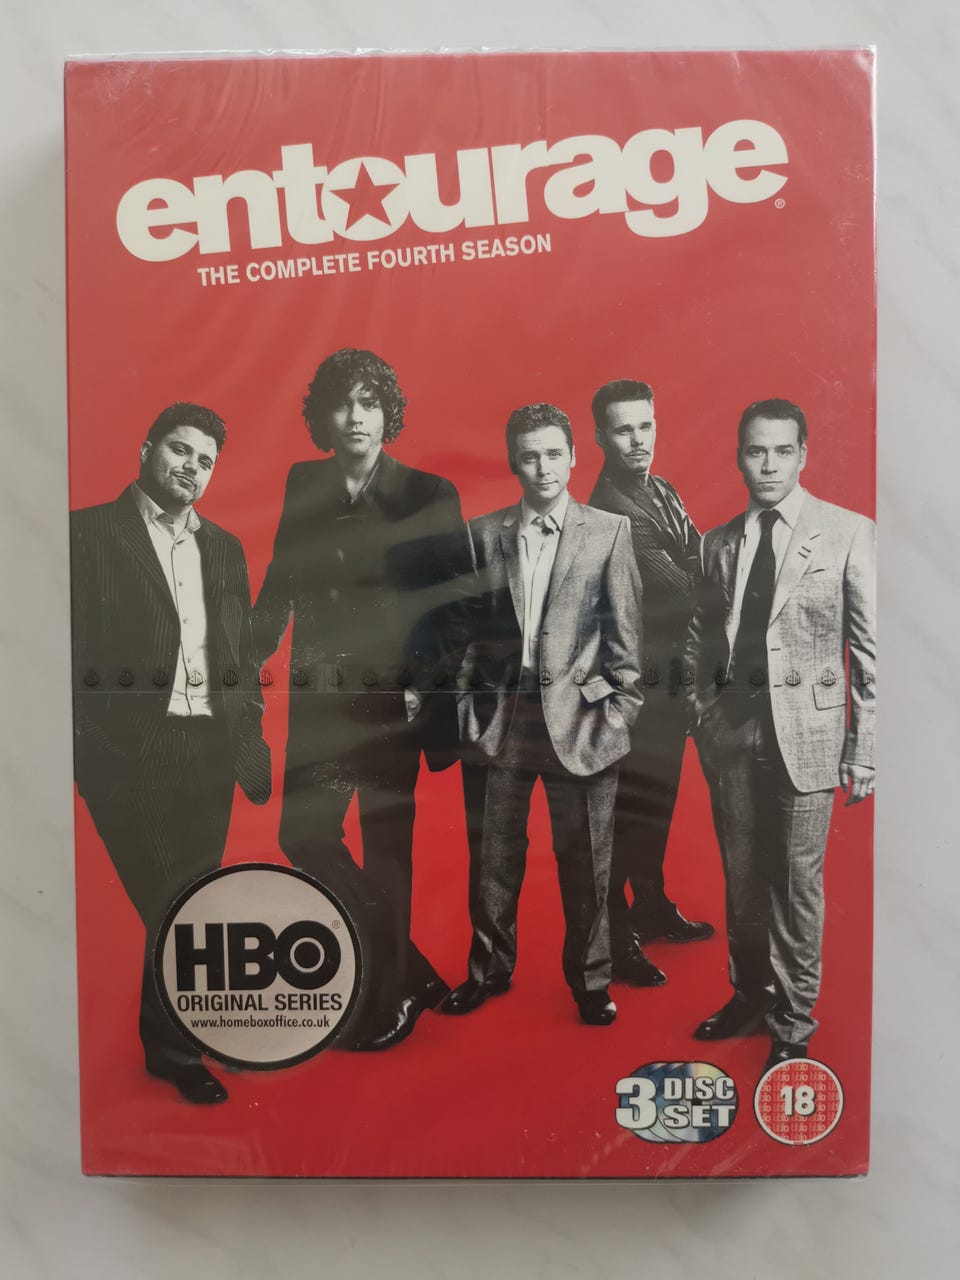 entourage®
THE COMPLETE FOURTH SEASON
HBO®
ORIGINAL SERIES
www.homeboxoffice.co.uk
3 DISC
SET
18